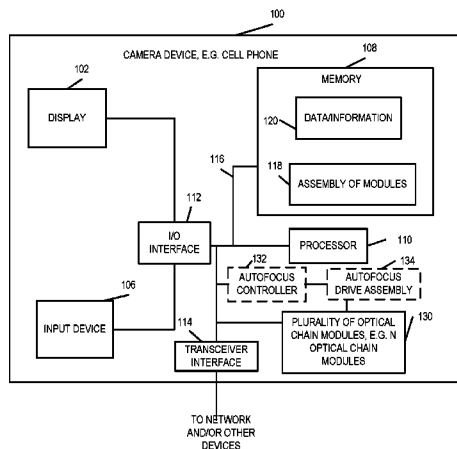 100
CAMERA DEVICE, E.G. CELL PHONE
102
DISPLAY
108
MEMORY
DATA/INFORMATION
120
118
ASSEMBLY OF MODULES
116
112
I/O
INTERFACE
PROCESSOR
110
132
AUTOFOCUS
CONTROLLER
134
AUTOFOCUS
DRIVE ASSEMBLY
106
INPUT DEVICE
114
TRANSCEIVER
INTERFACE
PLURALITY OF OPTICAL
CHAIN MODULES, E.G. N
OPTICAL CHAIN
MODULES
130
TO NETWORK
AND/OR OTHER
DEVICES